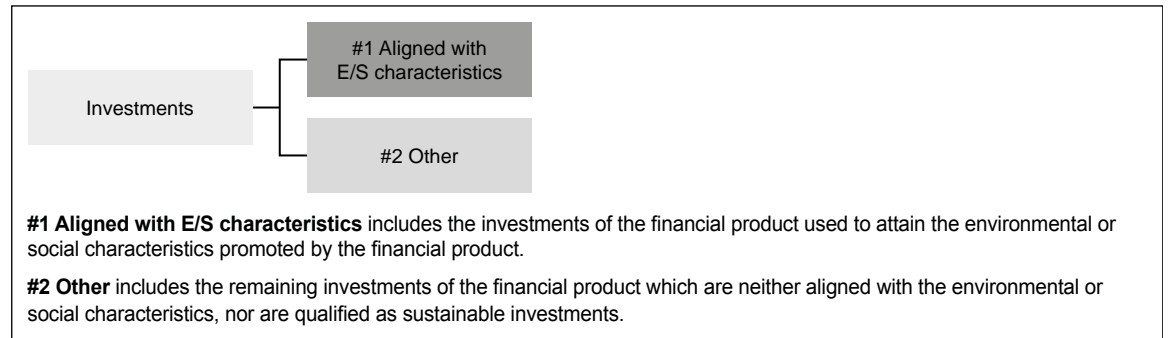 #1 Aligned with
E/S characteristics
Investments
#2 Other
#1 Aligned with E/S characteristics includes the investments of the financial product used to attain the environmental or
social characteristics promoted by the financial product.
#2 Other includes the remaining investments of the financial product which are neither aligned with the environmental or
social characteristics, nor are qualified as sustainable investments.